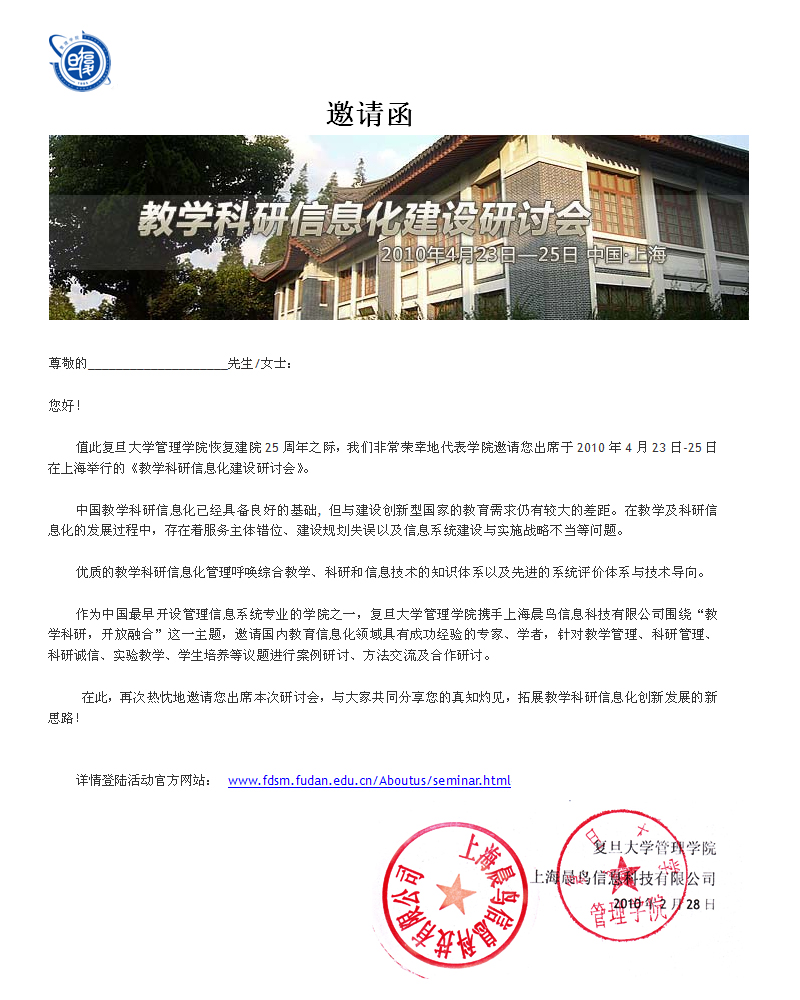 邀请函
教学科研信息化建设研讨会
2010年4月23日—25日 中国·上海
尊敬的____________________先生/女士:
您好!
值此复旦大学管理学院恢复建院 25 周年之际，我们非常荣幸地代表学院邀请您出席于 2010 年 4 月 23 日-25 日
在上海举行的《教学科研信息化建设研讨会》。
中国教学科研信息化已经具备良好的基础, 但与建设创新型国家的教育需求仍有较大的差距。在教学及科研信
息化的发展过程中，存在着服务主体错位、建设规划失误以及信息系统建设与实施战略不当等问题。
优质的教学科研信息化管理呼唤综合教学、科研和信息技术的知识体系以及先进的系统评价体系与技术导向。
作为中国最早开设管理信息系统专业的学院之一，复旦大学管理学院携手上海晨鸟信息科技有限公司围绕“教
学科研，开放融合”这一主题，邀请国内教育信息化领域具有成功经验的专家、学者，针对教学管理、科研管理、
科研诚信、实验教学、学生培养等议题进行案例研讨、方法交流及合作研讨。
在此，再次热忱地邀请您出席本次研讨会，与大家共同分享您的真知灼见，拓展教学科研信息化创新发展的新
思路!
详情登陆活动官方网站: www.fdsm.fudan.edu.cn/Aboutus/seminar.html
复旦大学管理学院
上海晨鸟信息科技有限公司
2010 年 2 月 28 日
上海晨鸟信息科技有限公司
管理学院